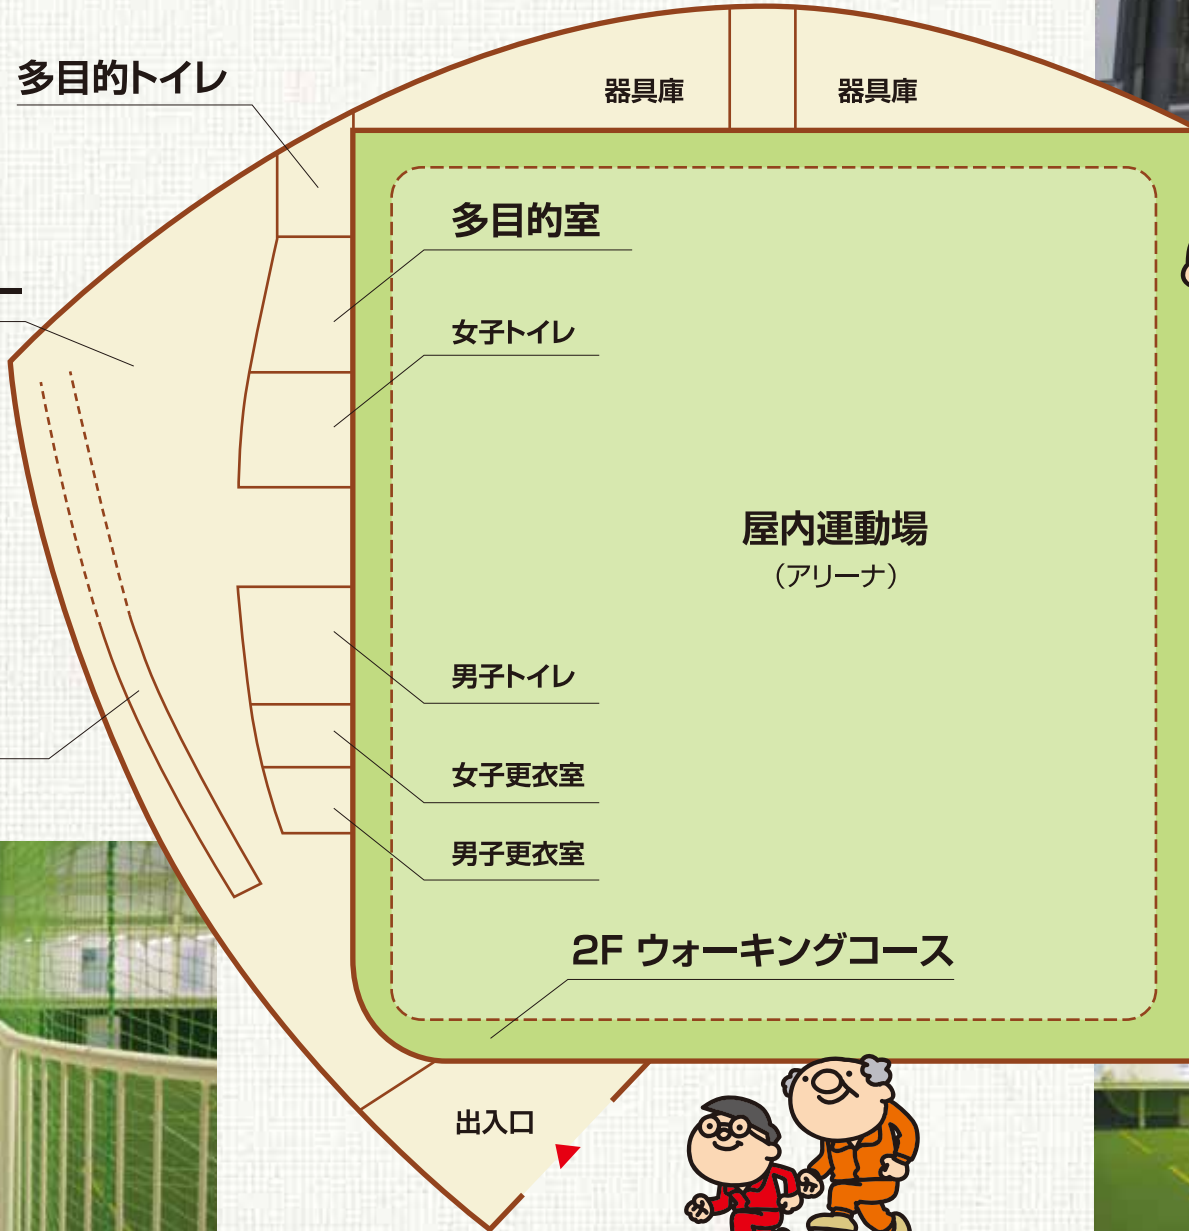 多目的トイレ
器具庫
器具庫
多目的室
女子トイレ
屋内運動場
（アリーナ）
男子トイレ
女子更衣室
男子更衣室
2F ウォーキングコース
出入口